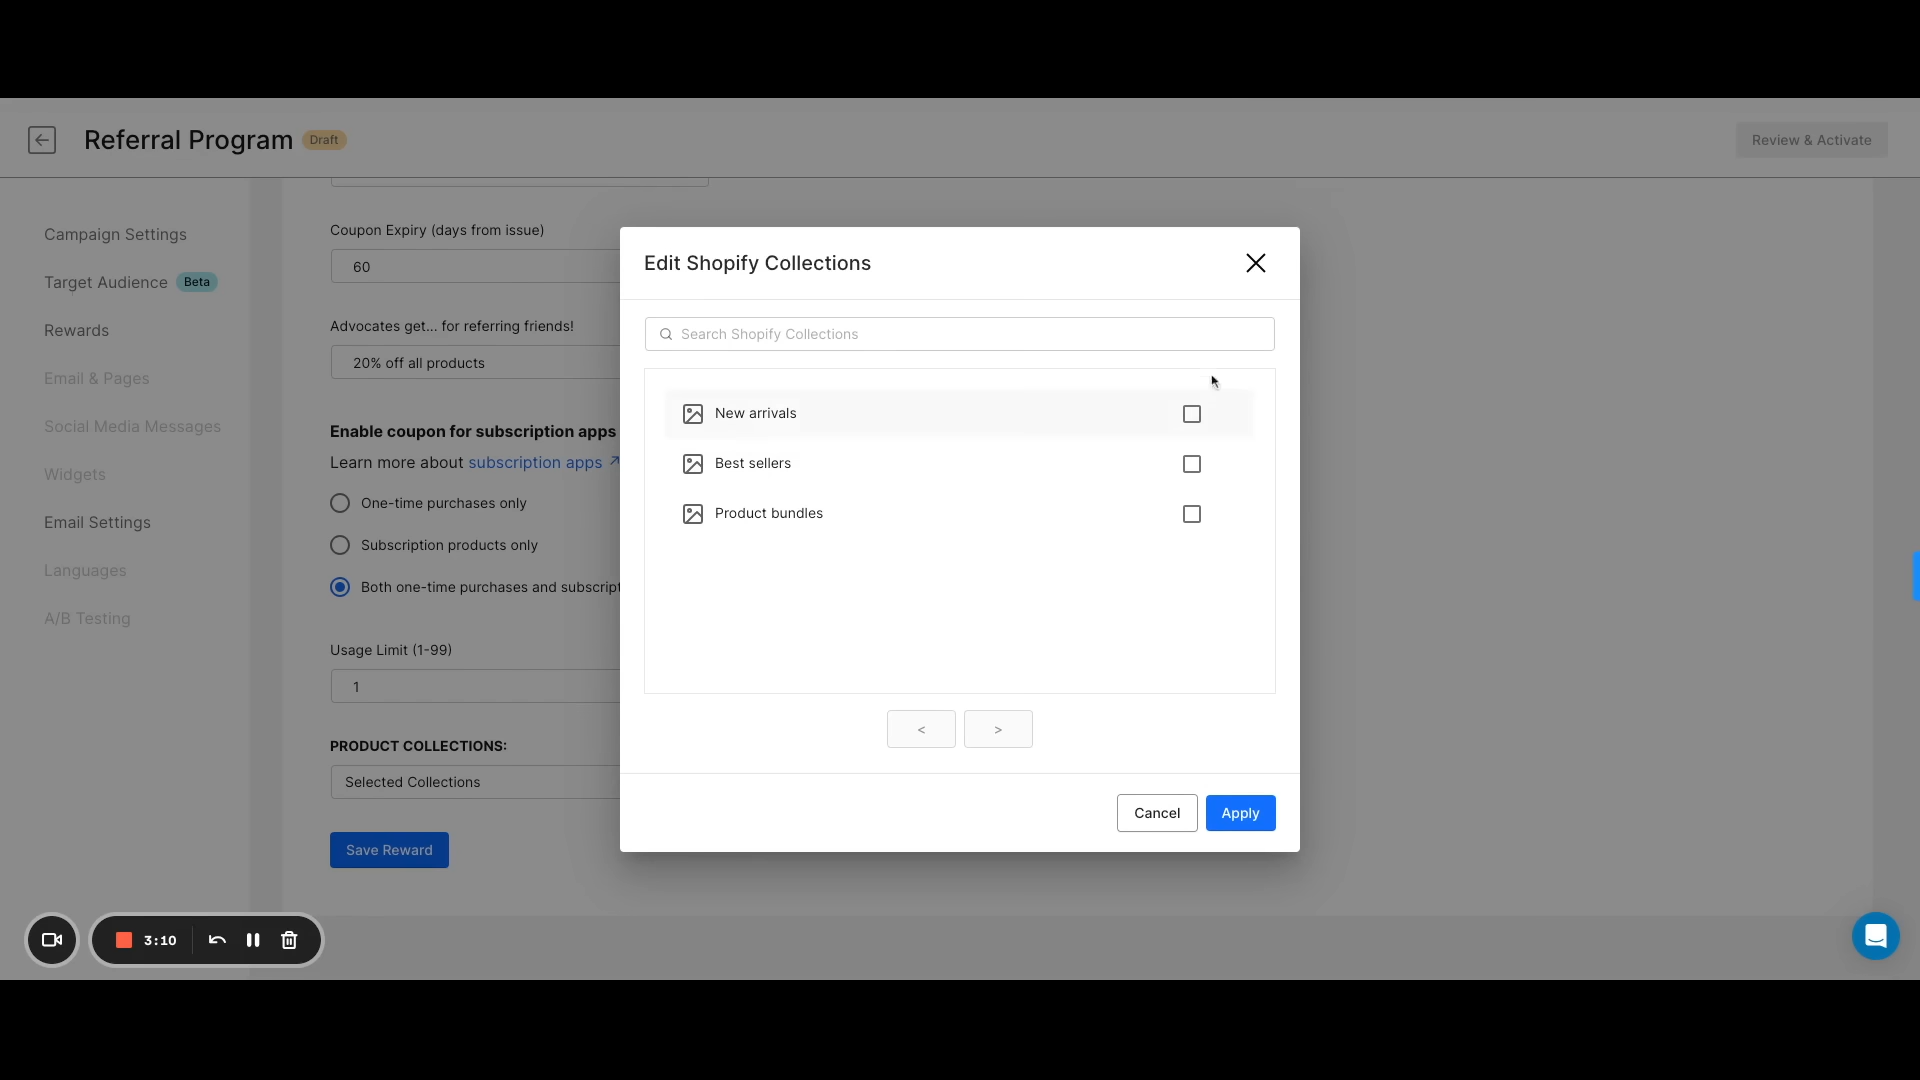 Referral Program Draft
Review & Activate
Campaign Settings
Target Audience Beta
Rewards
Email & Pages
Social Media Messages
Widgets
Email Settings
Languages
A/B Testing
Coupon Expiry (days from issue)
60
Advocates get... for referring friends!
20% off all products
Enable coupon for subscription apps
Learn more about subscription apps
One-time purchases only
Subscription products only
Both one-time purchases and subscript
Usage Limit (1-99)
1
PRODUCT COLLECTIONS:
Selected Collections
Save Reward
Edit Shopify Collections
Search Shopify Collections
New arrivals
Best sellers
Product bundles
< >
Cancel Apply
3:10